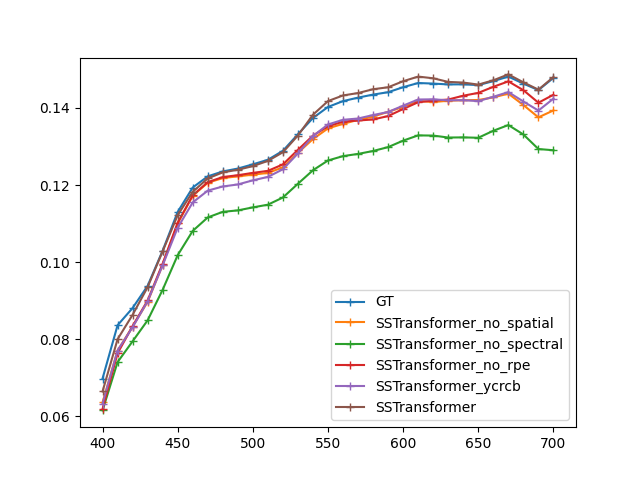 0.14
0.12
0.10
0.08
0.06
400 450 500 550 600 650 700
GT
SSTransformer_no_spatial
SSTransformer_no_spectral
SSTransformer_no_rpe
SSTransformer_ycrcb
SSTransformer